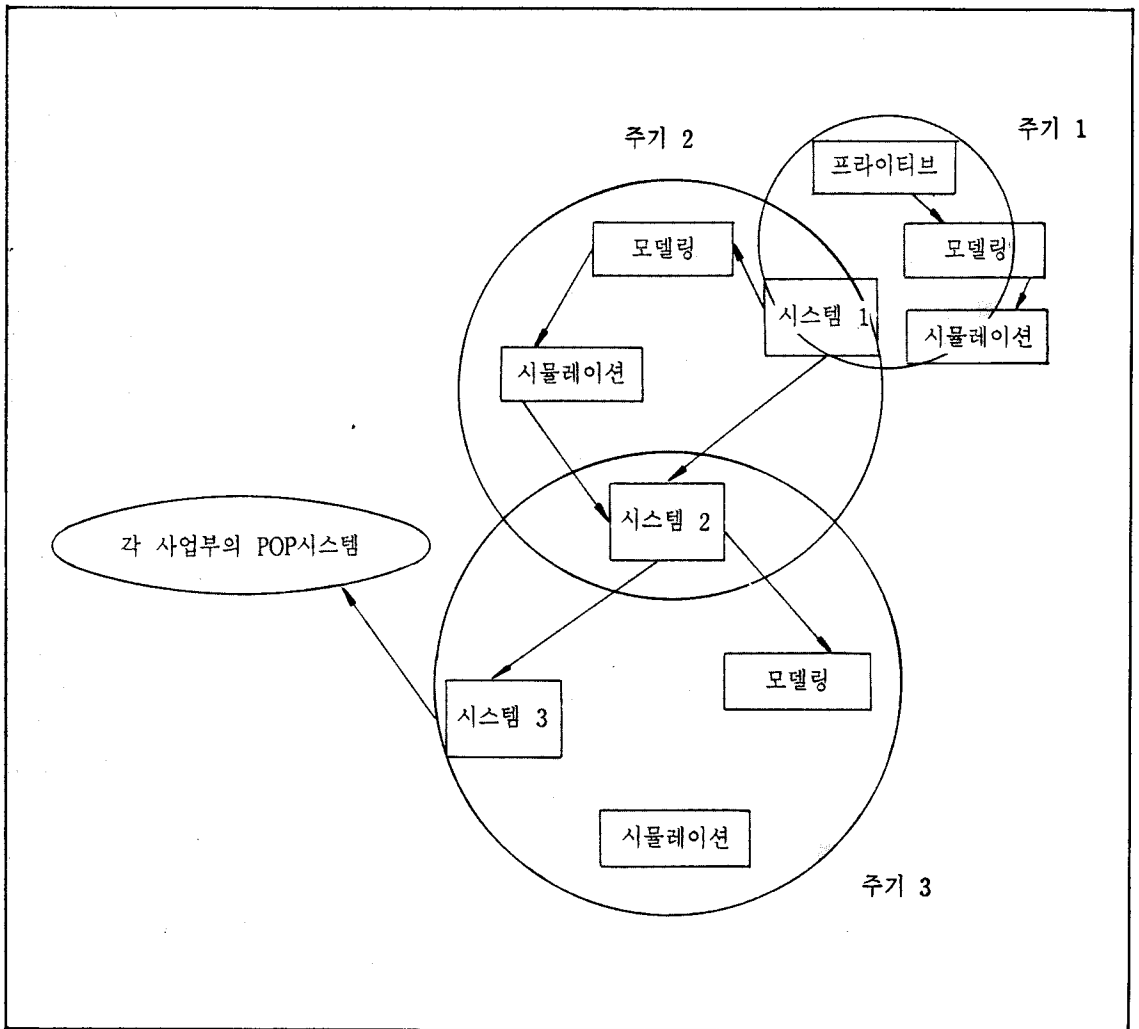 주기 1
주기 2
프라이티브
모델링
모델링
시스템 1
시뮬레이션
시뮬레이션
시스템 2
각 사업부의 POP시스템
모델링
시스템 3
시뮬레이션
주기 3